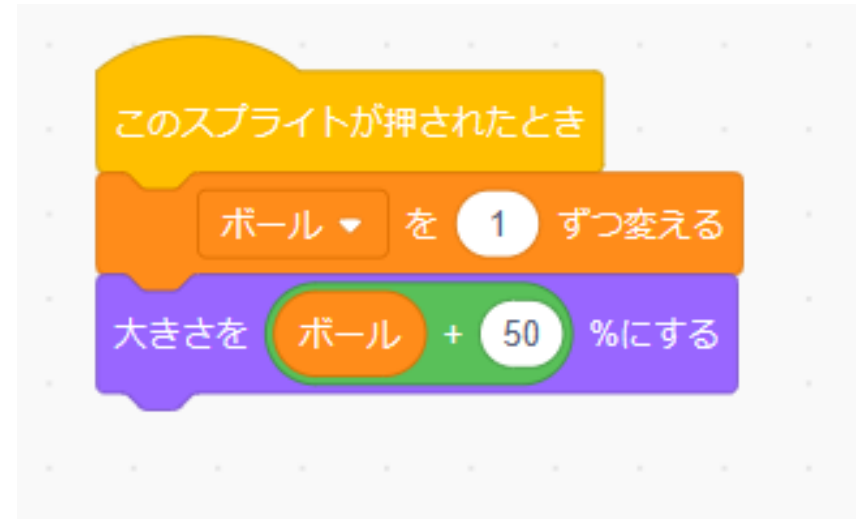 このスプライトが押されたとき
ボール を 1 ずつ変える
大きさを ボール + 50 %にする